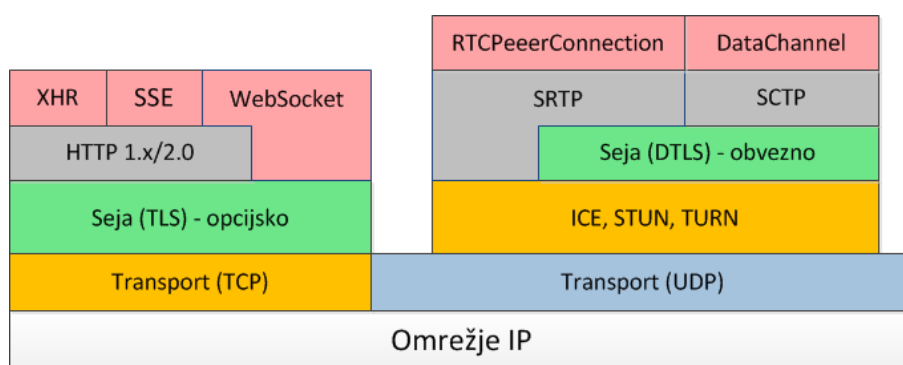 RTCPeeerConnection
DataChannel
XHR
SSE
WebSocket
SRTP
SCTP
HTTP 1.x/2.0
Seja (DTLS) - obvezno
Seja (TLS) - opcijsko
ICE, STUN, TURN
Transport (TCP)
Transport (UDP)
Omrežje IP